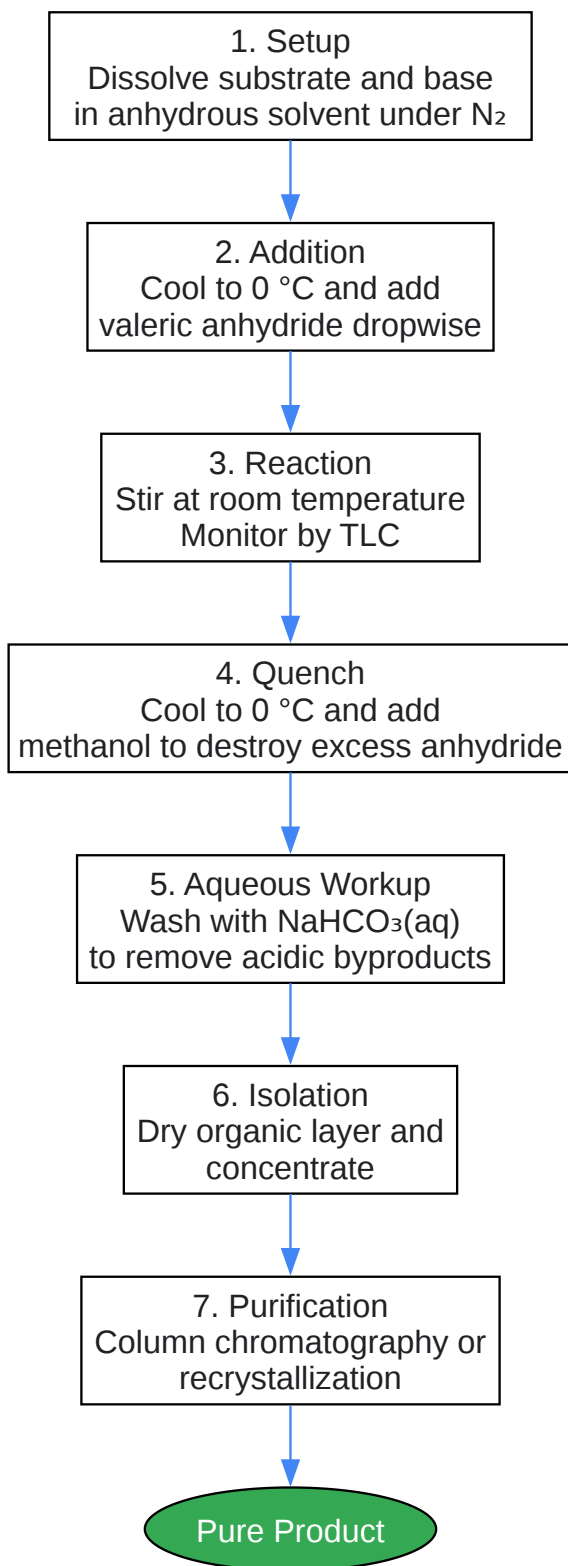 1. Setup
Dissolve substrate and base
in anhydrous solvent under N₂
2. Addition
Cool to 0 °C and add
valeric anhydride dropwise
3. Reaction
Stir at room temperature
Monitor by TLC
4. Quench
Cool to 0 °C and add
methanol to destroy excess anhydride
5. Aqueous Workup
Wash with NaHCO₃(aq)
to remove acidic byproducts
6. Isolation
Dry organic layer and
concentrate
7. Purification
Column chromatography or
recrystallization
Pure Product